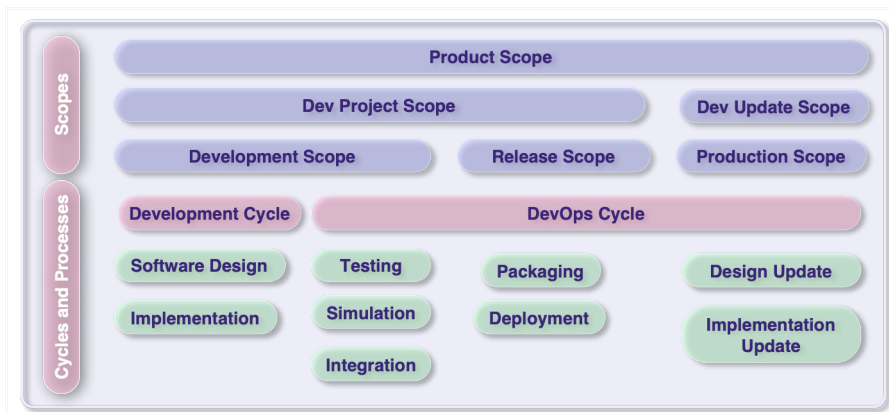 Scopes
Product Scope
Dev Project Scope
Dev Update Scope
Development Scope
Release Scope
Production Scope
Cycles and Processes
Development Cycle
DevOps Cycle
Software Design
Testing
Packaging
Design Update
Implementation
Simulation
Deployment
Implementation
Update
Integration